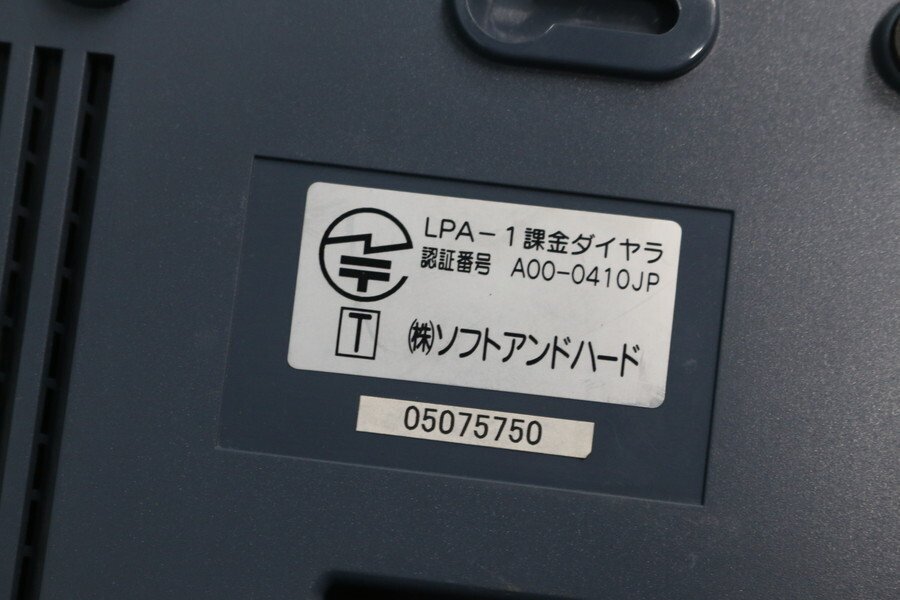 LPA-1課金ダイヤラ
認証番号 A00-0410JP
T ㈱ソフトアンドハード
05075750